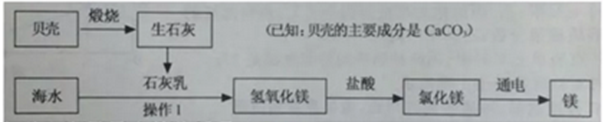 煅烧
贝壳 生石灰 (已知:贝壳的主要成分是CaCO₃)
石灰乳 盐酸 通电
海水 氢氧化镁 氯化镁 镁
操作1